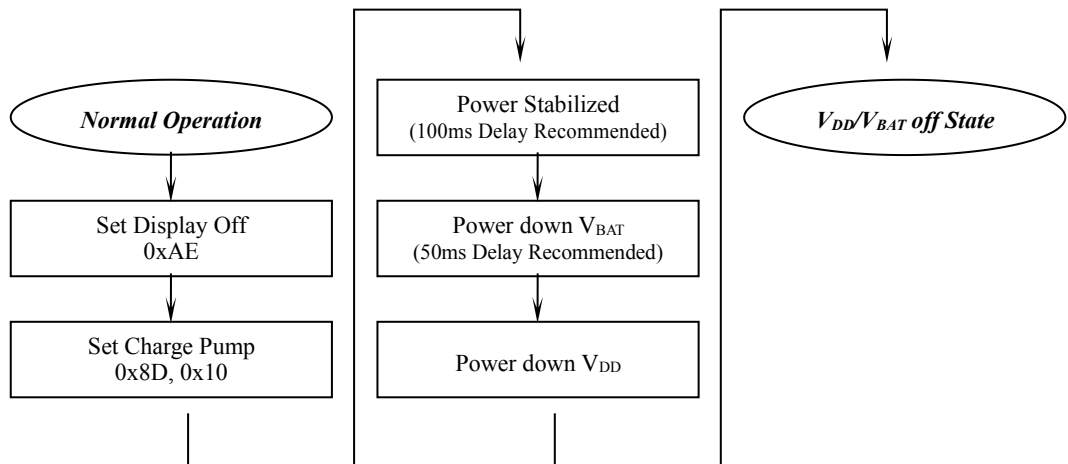 Normal Operation
Set Display Off
0xAE
Set Charge Pump
0x8D, 0x10
Power Stabilized
(100ms Delay Recommended)
Power down VBAT
(50ms Delay Recommended)
Power down VDD
VDD/VBAT off State